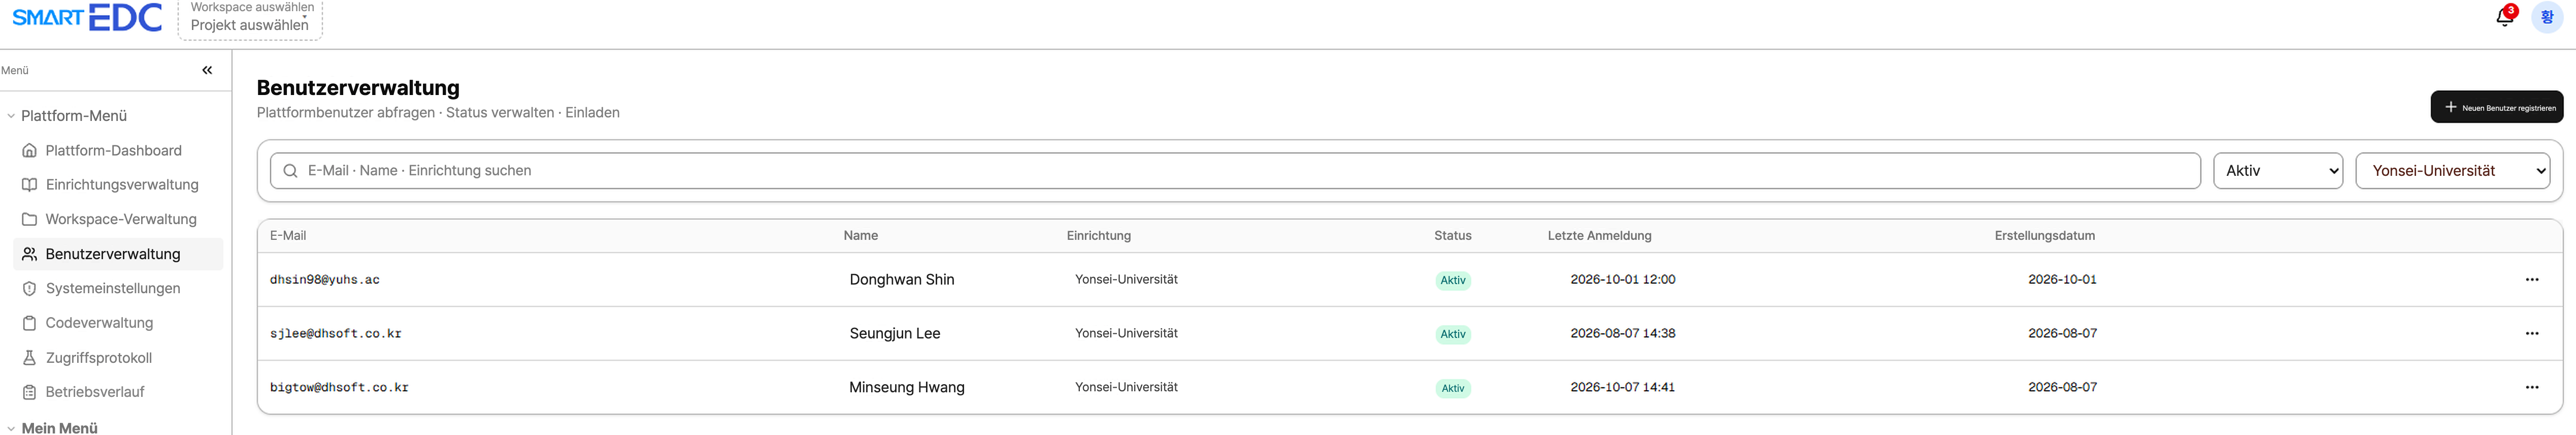 SMART EDC
Workspace auswählen
Projekt auswählen
3
황
Menü
Plattform-Menü
Plattform-Dashboard
Einrichtungsverwaltung
Workspace-Verwaltung
Benutzerverwaltung
Systemeinstellungen
Codeverwaltung
Zugriffsprotokoll
Betriebsverlauf
Mein Menü
Benutzerverwaltung
Plattformbenutzer abfragen · Status verwalten · Einladen
Neuen Benutzer registrieren
E-Mail · Name · Einrichtung suchen
Aktiv
Yonsei-Universität
E-Mail Name Einrichtung Status Letzte Anmeldung Erstellungsdatum
dhsin98@yuhs.ac Donghwan Shin Yonsei-Universität Aktiv 2026-10-01 12:00 2026-10-01
sjlee@dhsoft.co.kr Seungjun Lee Yonsei-Universität Aktiv 2026-08-07 14:38 2026-08-07
bigtow@dhsoft.co.kr Minseung Hwang Yonsei-Universität Aktiv 2026-10-07 14:41 2026-08-07